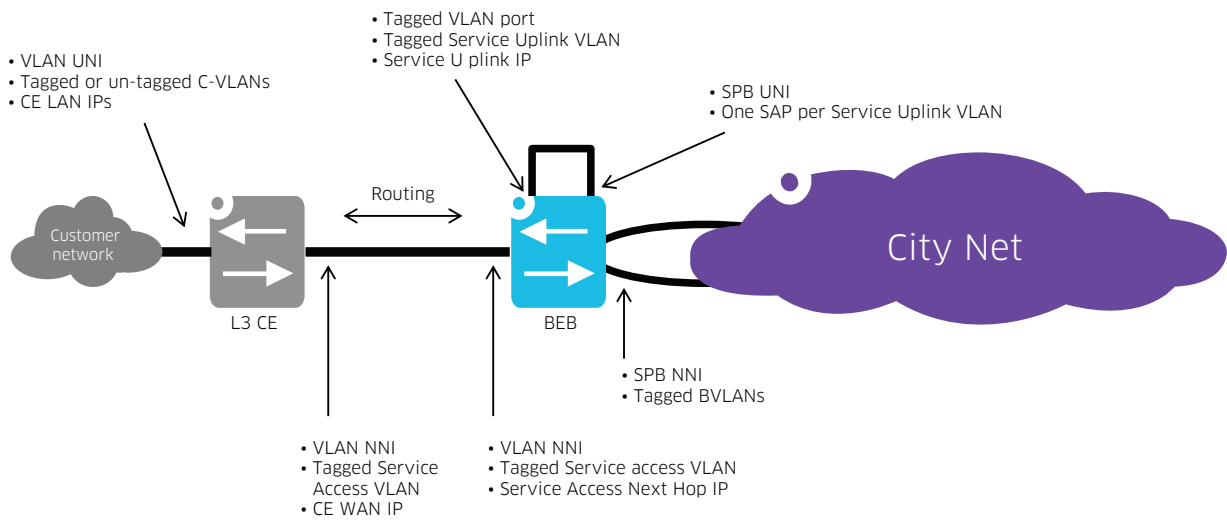 • Tagged VLAN port
• Tagged Service Uplink VLAN
• Service U plink IP
• VLAN UNI
• Tagged or un-tagged C-VLANs
• CE LAN IPs
• SPB UNI
• One SAP per Service Uplink VLAN
Routing
Customer
network
City Net
L3 CE
BEB
• SPB NNI
• Tagged BVLANs
• VLAN NNI
• Tagged Service
Access VLAN
• CE WAN IP
• VLAN NNI
• Tagged Service access VLAN
• Service Access Next Hop IP